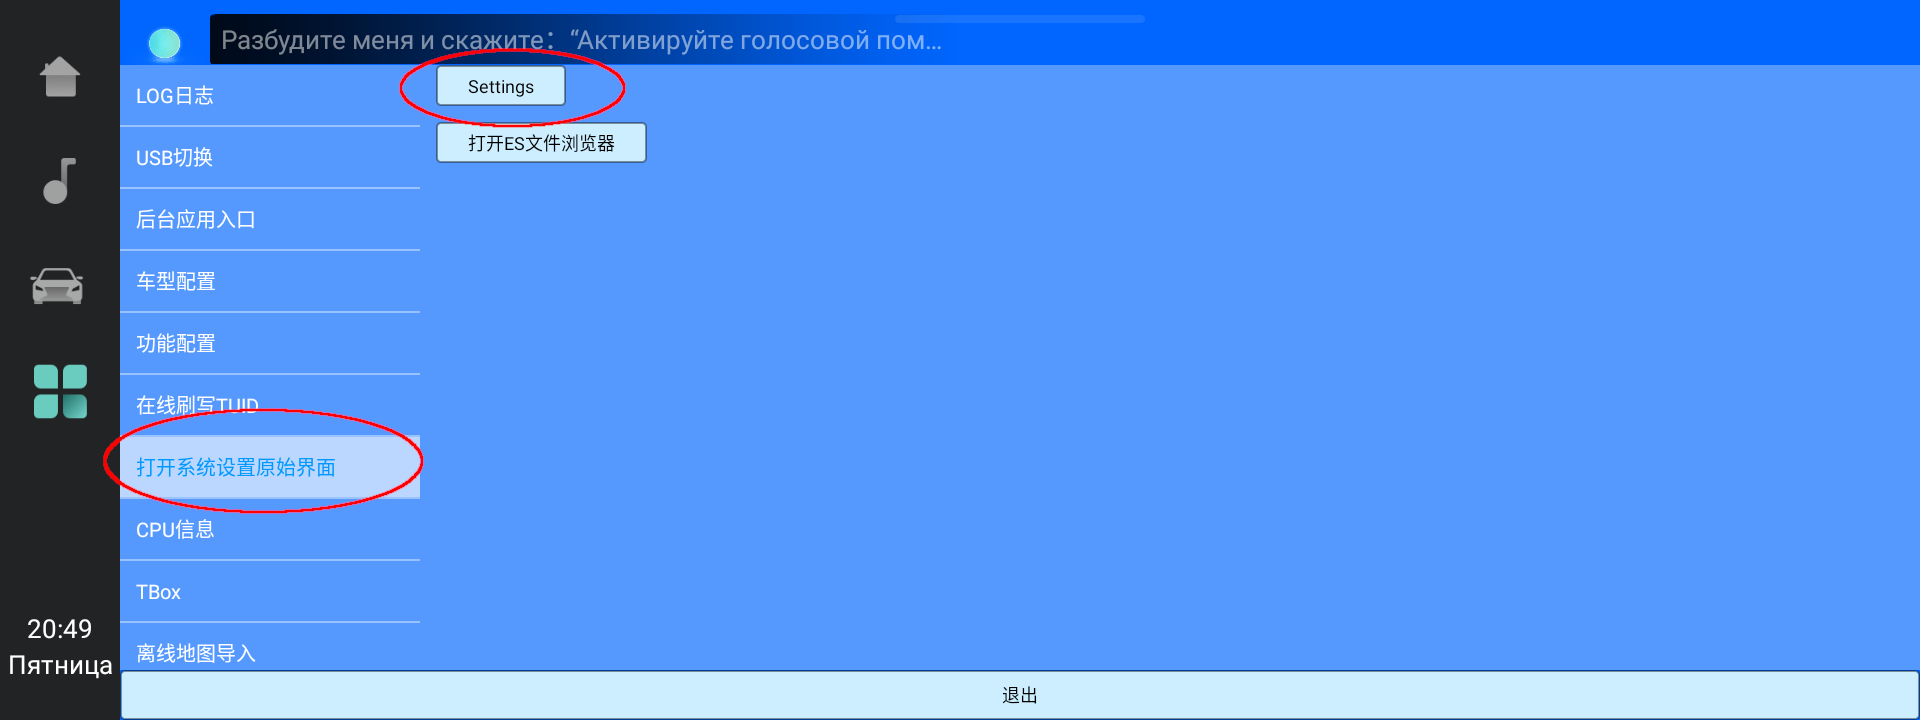 Разбудите меня и скажите： “Активируйте голосовой пом…
LOG日志
USB切换
后台应用入口
车型配置
功能配置
在线刷写TUID
打开系统设置原始界面
CPU信息
TBox
离线地图导入
Settings
打开ES文件浏览器
20:49
Пятница
退出